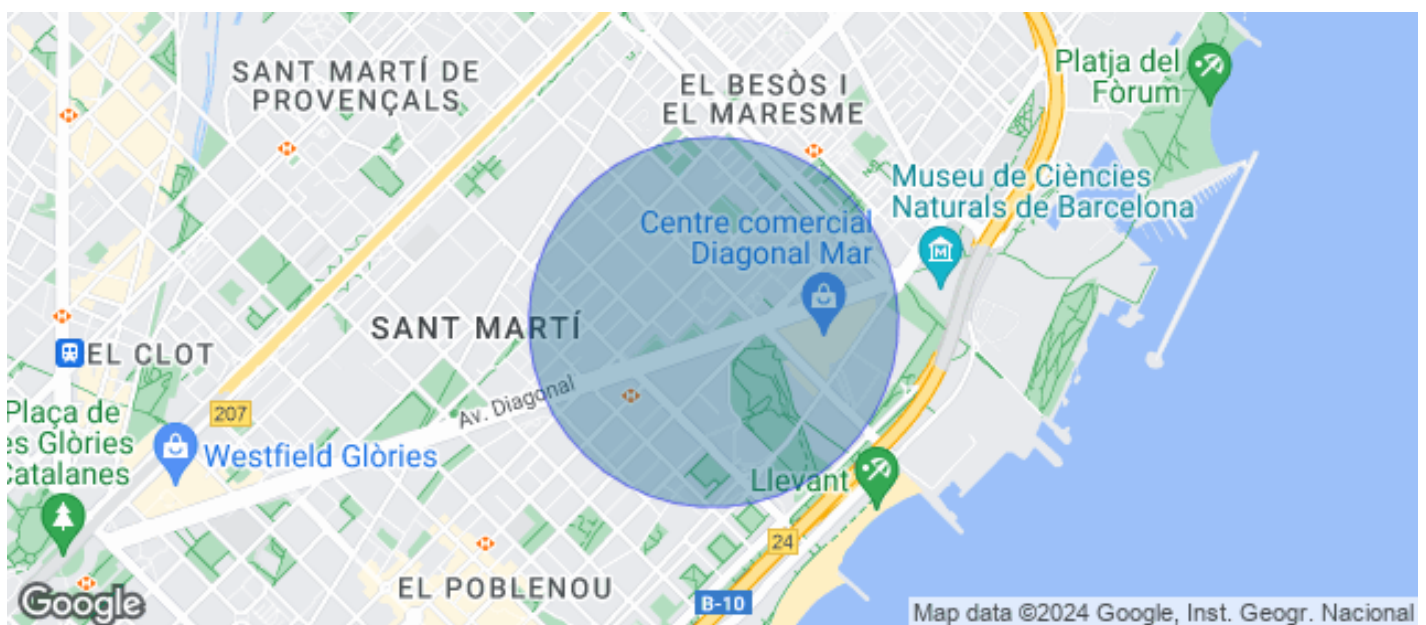 SANT MARTÍ DE
PROVENÇALS
EL BESÒS I
EL MARESME
Platja del
Fòrum
Museu de Ciències
Naturals de Barcelona
Centre comercial
Diagonal Mar
SANT MARTÍ
EL CLOT
Av. Diagonal
207
Plaça de
es Glòries
Catalanes
Westfield Glòries
Llevant
24
EL POBLENOU
B-10
Google
Map data ©2024 Google, Inst. Geogr. Nacional